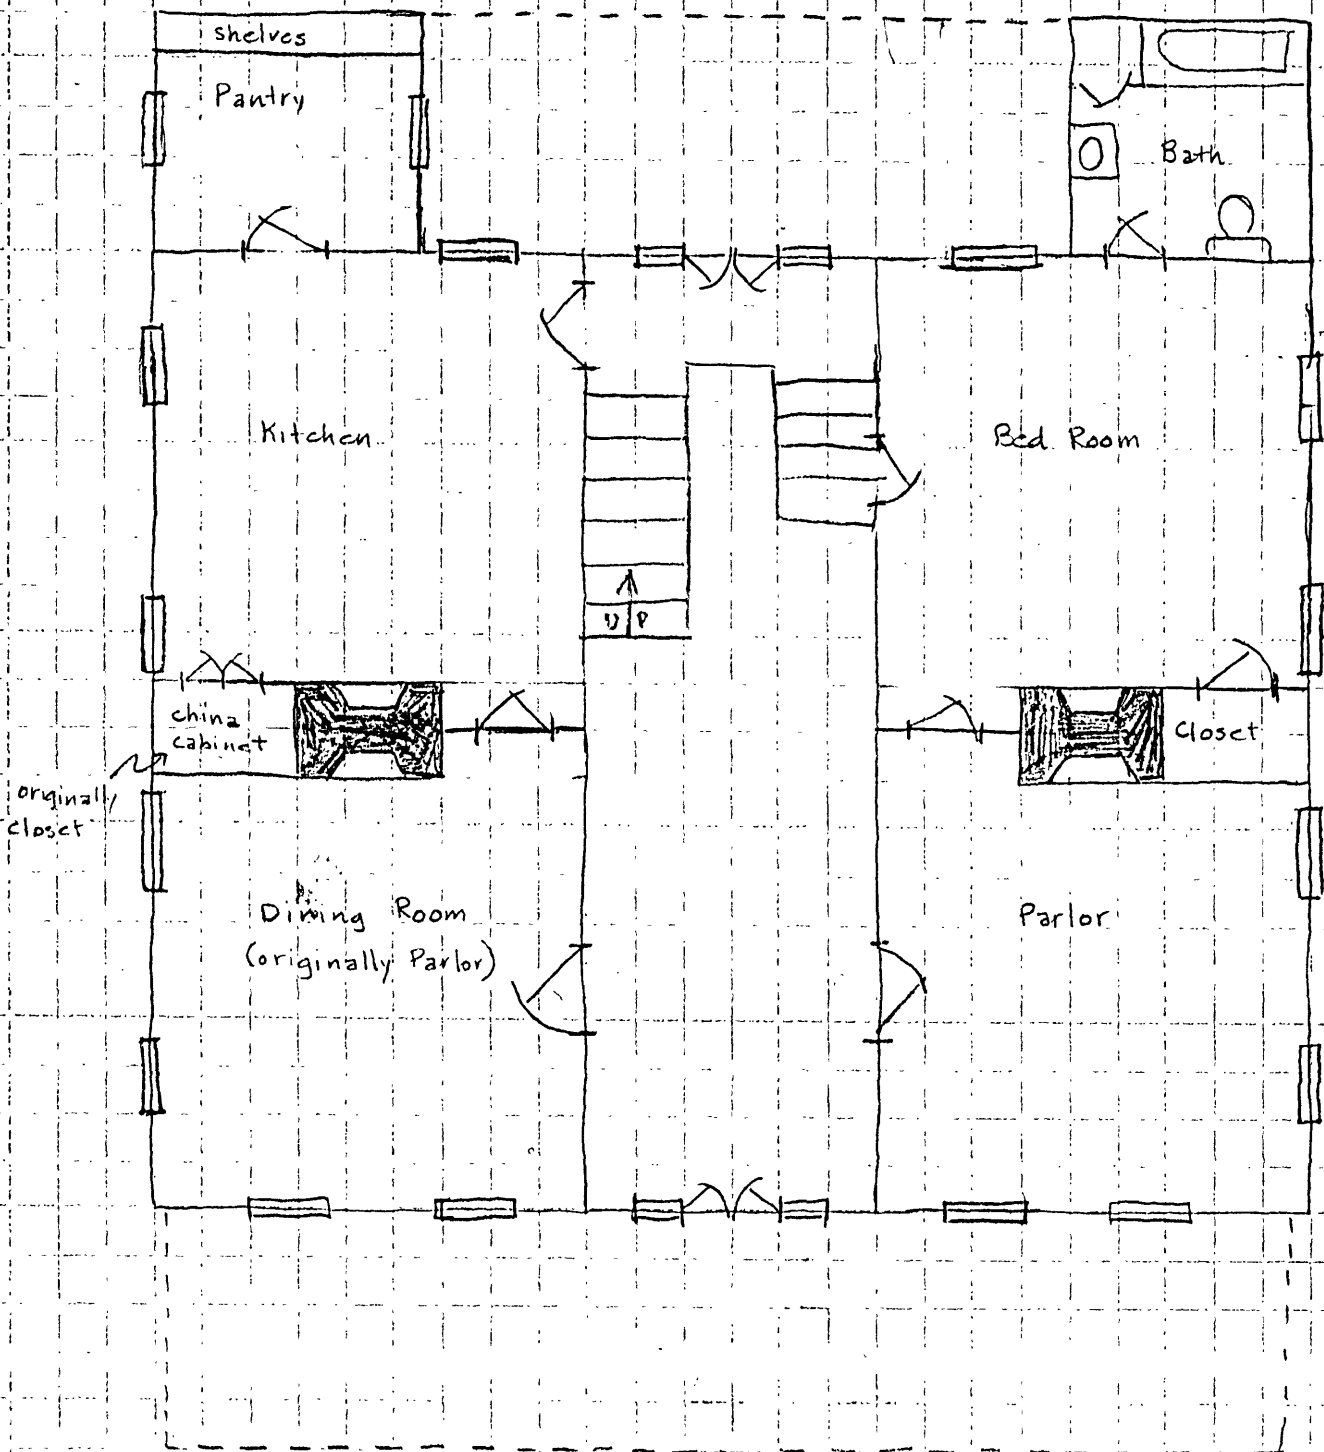 shelves
Pantry
Bath
Kitchen
Bed Room
UP
china
cabinet
Closet
originally
closet
Dining Room
(originally Parlor)
Parlor